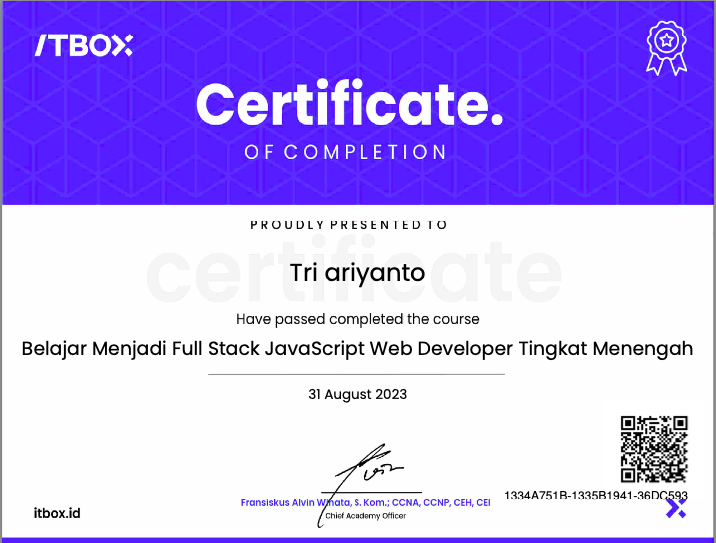 ITBOX
Certificate.
OF COMPLETION
PROUDLY PRESENTED TO
certificate
Tri ariyanto
Have passed completed the course
Belajar Menjadi Full Stack JavaScript Web Developer Tingkat Menengah
31 August 2023
1334A751B-1335B1941-36DC593
Fransiskus Alvin Winata, S. Kom.; CCNA, CCNP, CEH, CEI
Chief Academy Officer
itbox.id